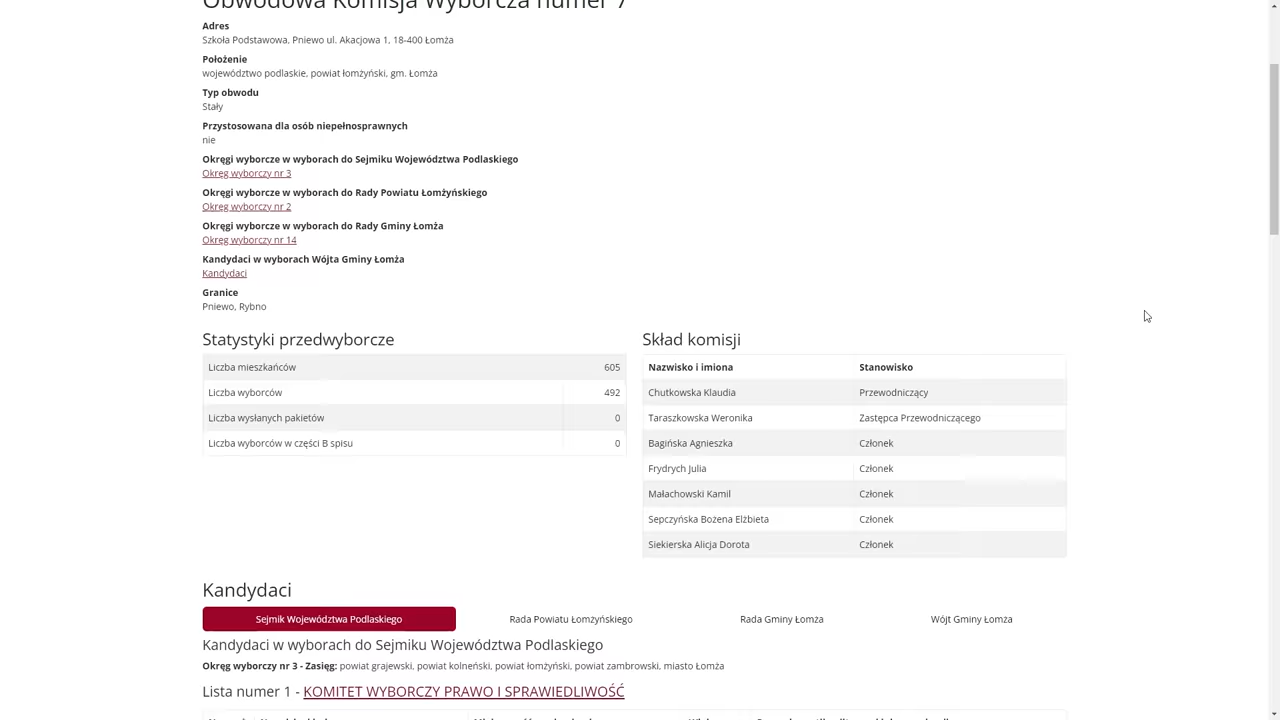 Obwodowa Komisja Wyborcza numer 7
Adres
Szkoła Podstawowa, Pniewo ul. Akacjowa 1, 18-400 Łomża
Położenie
województwo podlaskie, powiat łomżyński, gm. Łomża
Typ obwodu
Stały
Przystosowana dla osób niepełnosprawnych
nie
Okręgi wyborcze w wyborach do Sejmiku Województwa Podlaskiego
Okręg wyborczy nr 3
Okręgi wyborcze w wyborach do Rady Powiatu Łomżyńskiego
Okręg wyborczy nr 2
Okręgi wyborcze w wyborach do Rady Gminy Łomża
Okręg wyborczy nr 14
Kandydaci w wyborach Wójta Gminy Łomża
Kandydaci
Granice
Pniewo, Rybno
Statystyki przedwyborcze
Liczba mieszkańców 605
Liczba wyborców 492
Liczba wysłanych pakietów 0
Liczba wyborców w części B spisu 0
Skład komisji
Nazwisko i imiona Stanowisko
Chutkowska Klaudia Przewodniczący
Taraszkowska Weronika Zastępca Przewodniczącego
Bagińska Agnieszka Członek
Frydrych Julia Członek
Małachowski Kamil Członek
Sepczyńska Bożena Elżbieta Członek
Siekierska Alicja Dorota Członek
Kandydaci
Sejmik Województwa Podlaskiego Rada Powiatu Łomżyńskiego Rada Gminy Łomża Wójt Gminy Łomża
Kandydaci w wyborach do Sejmiku Województwa Podlaskiego
Okręg wyborczy nr 3 - Zasięg: powiat grajewski, powiat kolneński, powiat łomżyński, powiat zambrowski, miasto Łomża
Lista numer 1 - KOMITET WYBORCZY PRAWO I SPRAWIEDLIWOŚĆ